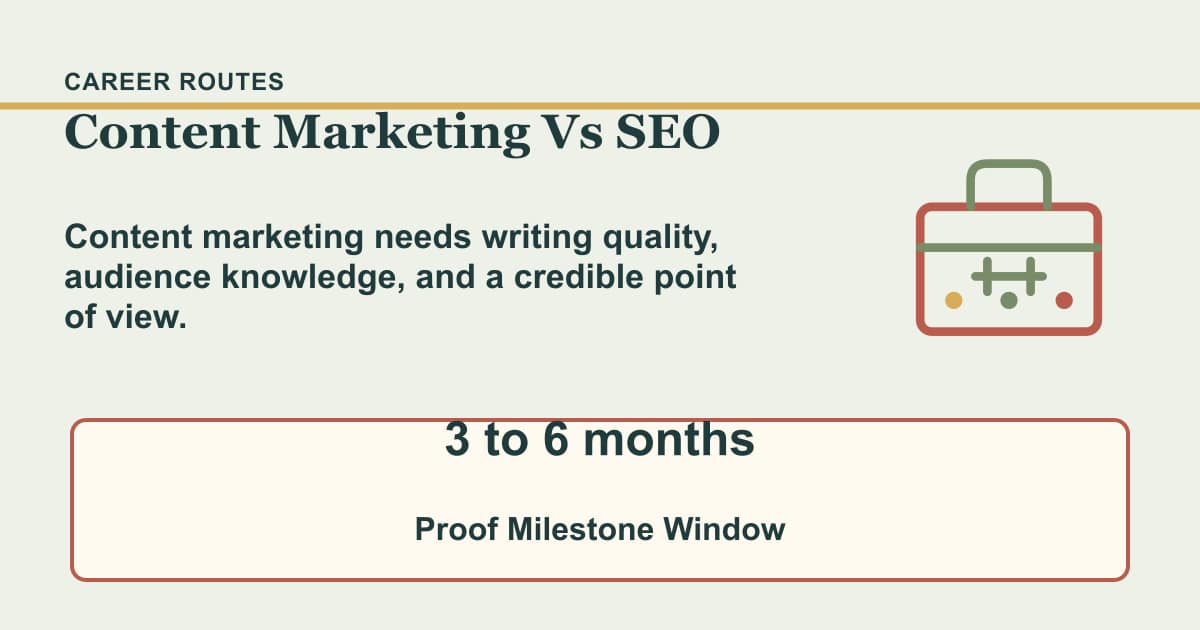 CAREER ROUTES
Content Marketing Vs SEO
Content marketing needs writing quality,
audience knowledge, and a credible point
of view.
3 to 6 months
Proof Milestone Window